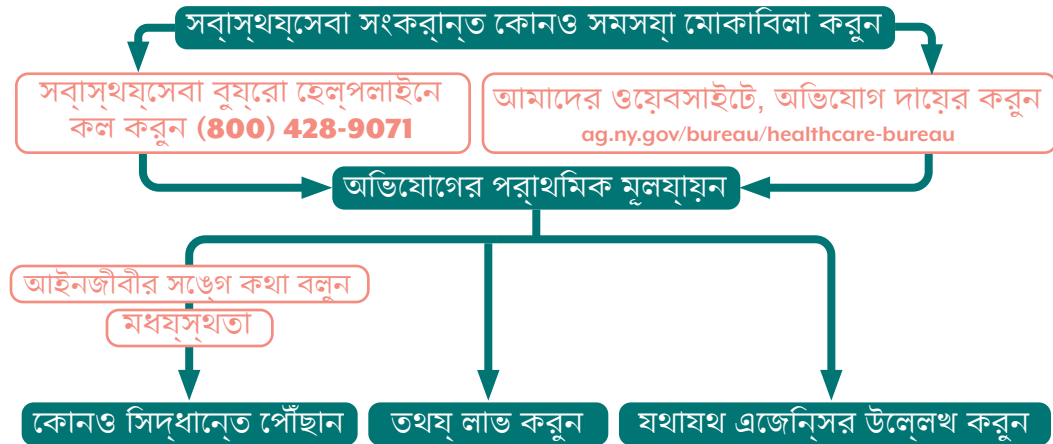 স্বাস্থ্যসেবা সংক্রান্ত কোনও সমস্যা মোকাবিলা করুন
স্বাস্থ্যসেবা ব্যুরো হেল্পলাইনে
কল করুন (800) 428-9071
আমাদের ওয়েবসাইটে, অভিযোগ দায়ের করুন
ag.ny.gov/bureau/healthcare-bureau
অভিযোগের প্রাথমিক মূল্যায়ন
আইনজীবীর সঙ্গে কথা বলুন
মধ্যস্থতা
কোনও সিদ্ধান্তে পৌঁছান
তথ্য লাভ করুন
যথাযথ এজেন্সির উল্লেখ করুন